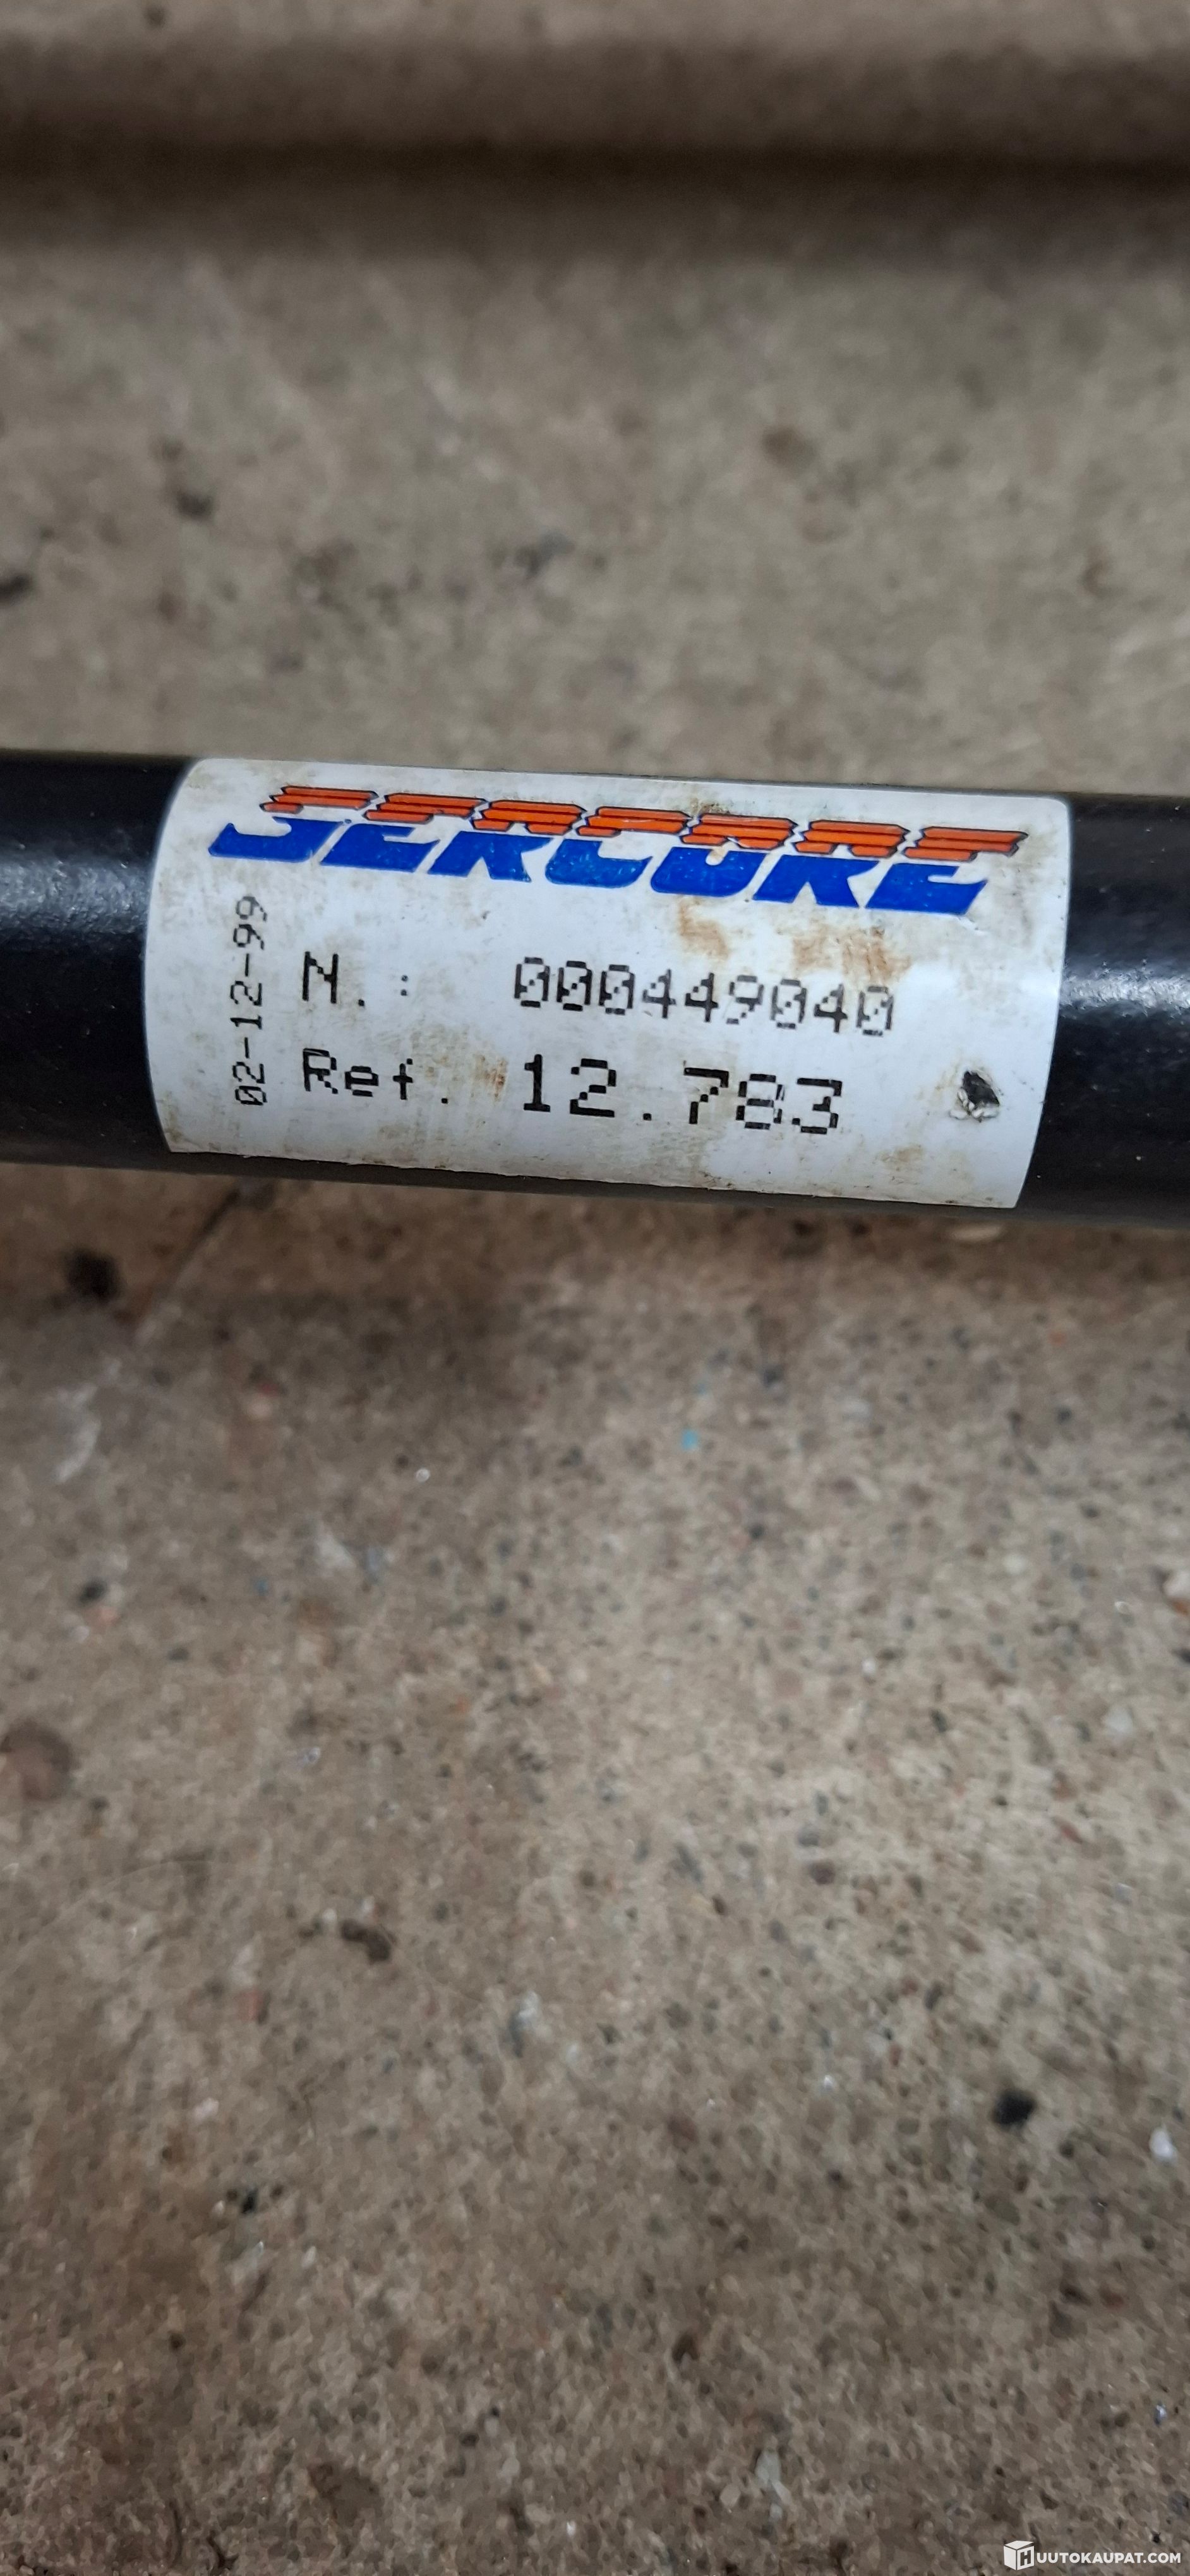 SERCORE
02-12-99
N.: 000449040
Ref. 12.783
HUUTOKAUPAT.COM